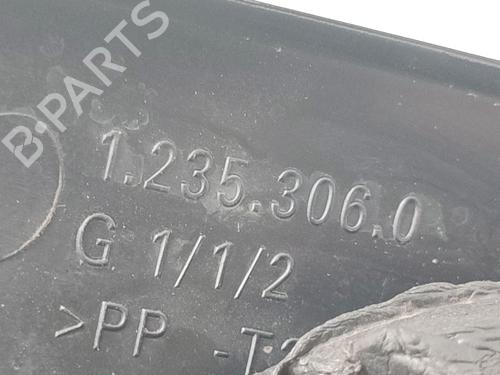 B-PARTS
1.235.306.0
G 1/1/2
>PP -T